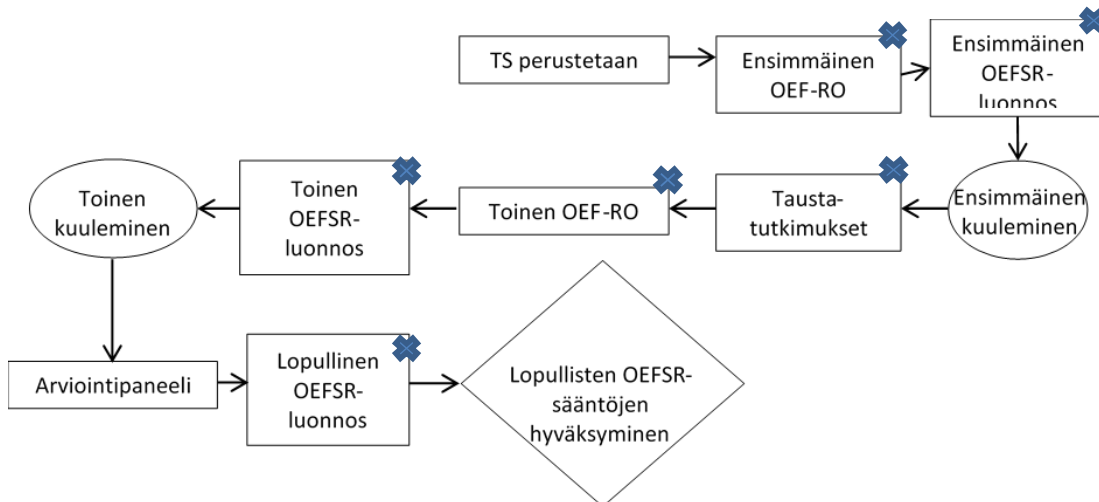 TS perustetaan
Ensimmäinen
OEF-RO
Ensimmäinen
OEFSR-
luonnos
Ensimmäinen
kuuleminen
Tausta-
tutkimukset
Toinen OEF-RO
Toinen
OEFSR-
luonnos
Toinen
kuuleminen
Arviointipaneeli
Lopullinen
OEFSR-
luonnos
Lopullisten OEFSR-
sääntöjen
hyväksyminen